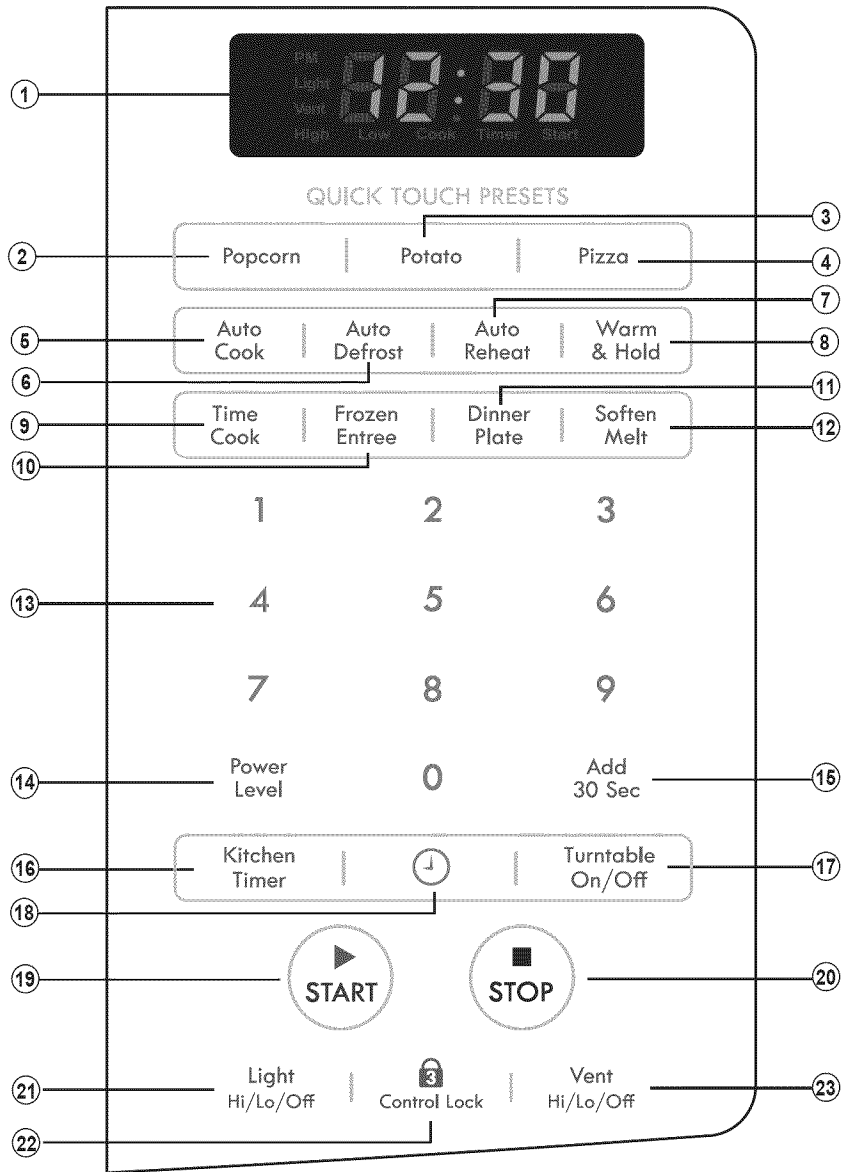 PM
Light
Vent
12:30
High Low Cook Timer Start
1
QUICK TOUCH PRESETS
3
2 Popcorn Potato Pizza 4
7
5 Auto Cook Auto Defrost Auto Reheat Warm & Hold 8
6
11
9 Time Cook Frozen Entree Dinner Plate Soften Melt 12
10
1 2 3
13 4 5 6
7 8 9
14 Power Level 0 Add 30 Sec 15
16 Kitchen Timer Turntable On/Off 17
18
19 START STOP 20
21 Light Hi/Lo/Off 3 Control Lock Vent Hi/Lo/Off 23
22